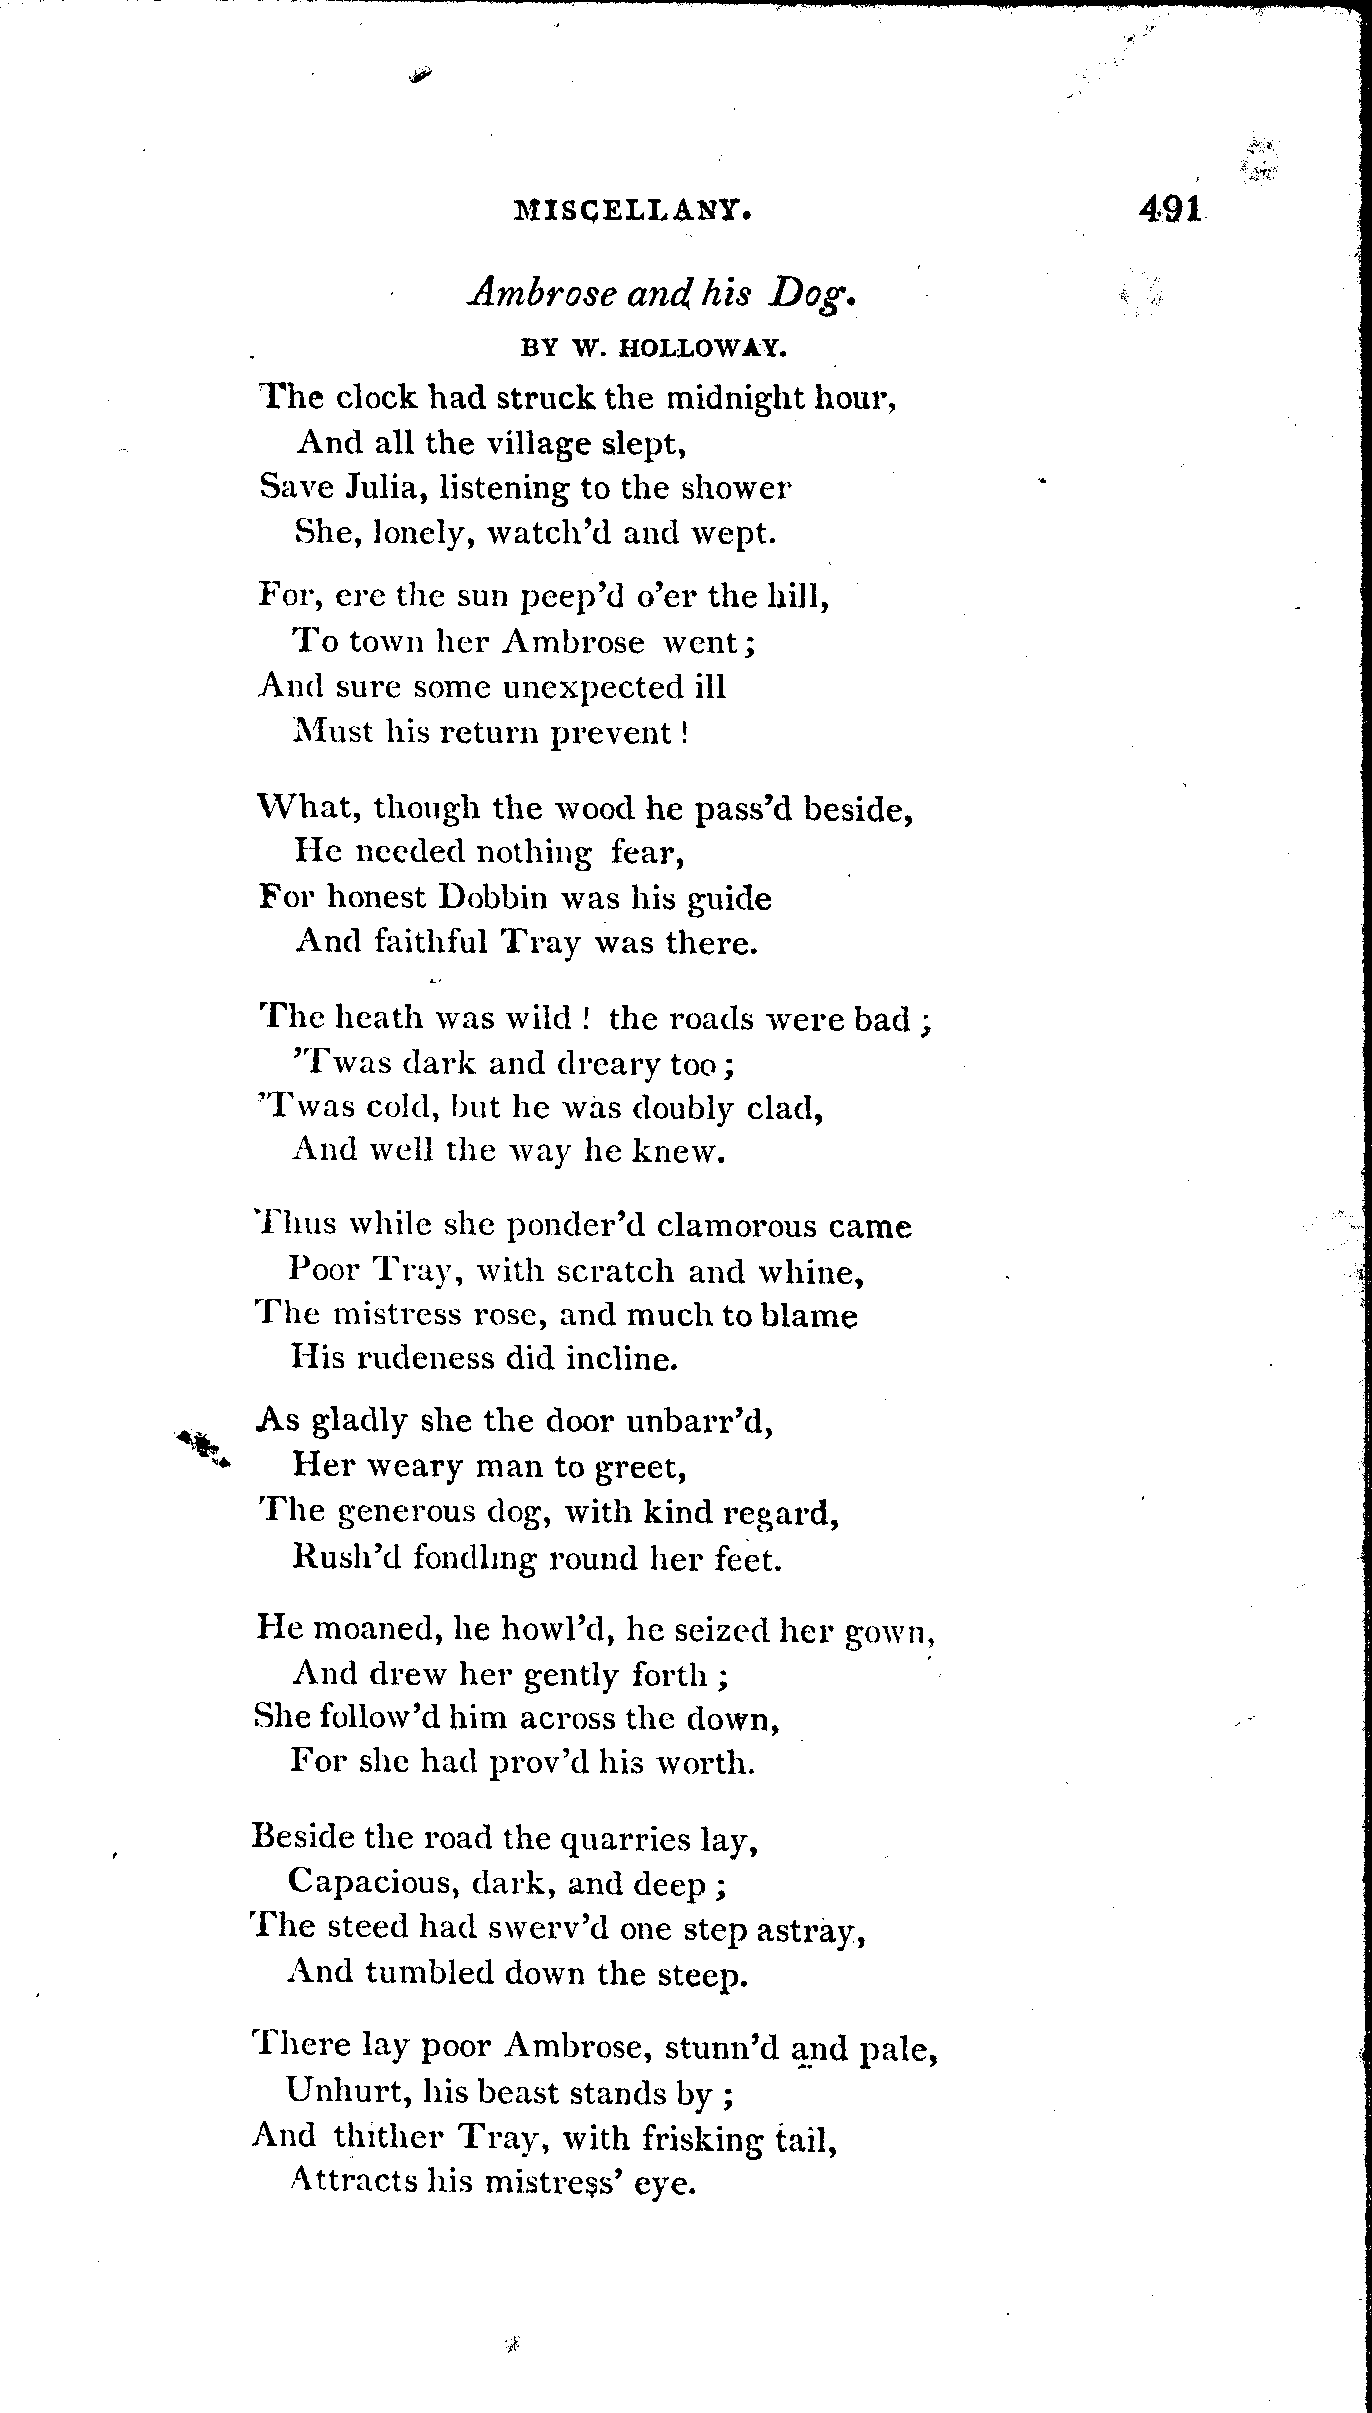 MISCELLANY. 491
Ambrose and his Dog.
BY W. HOLLOWAY.
The clock had struck the midnight hour,
And all the village slept,
Save Julia, listening to the shower
She, lonely, watch'd and wept.
For, ere the sun peep'd o'er the hill,
To town her Ambrose went;
And sure some unexpected ill
Must his return prevent!
What, though the wood he pass'd beside,
He needed nothing fear,
For honest Dobbin was his guide
And faithful Tray was there.
The heath was wild! the roads were bad;
'Twas dark and dreary too;
'Twas cold, but he was doubly clad,
And well the way he knew.
Thus while she ponder'd clamorous came
Poor Tray, with scratch and whine,
The mistress rose, and much to blame
His rudeness did incline.
As gladly she the door unbarr'd,
Her weary man to greet,
The generous dog, with kind regard,
Rush'd fondling round her feet.
He moaned, he howl'd, he seized her gown,
And drew her gently forth;
She follow'd him across the down,
For she had prov'd his worth.
Beside the road the quarries lay,
Capacious, dark, and deep;
The steed had swerv'd one step astray,
And tumbled down the steep.
There lay poor Ambrose, stunn'd and pale,
Unhurt, his beast stands by;
And thither Tray, with frisking tail,
Attracts his mistress' eye.